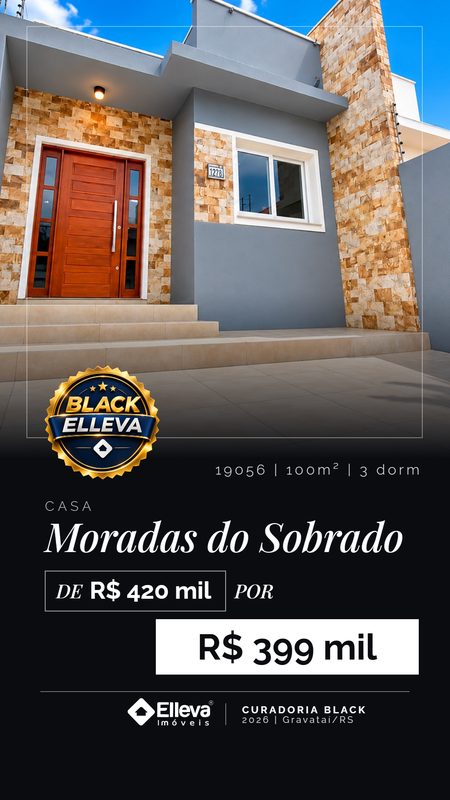 1278
BLACK
ELLEVA
19056 | 100m² | 3 dorm
CASA
Moradas do Sobrado
DE R$ 420 mil POR
R$ 399 mil
Elleva®
Imóveis
CURADORIA BLACK
2026 | Gravataí/RS